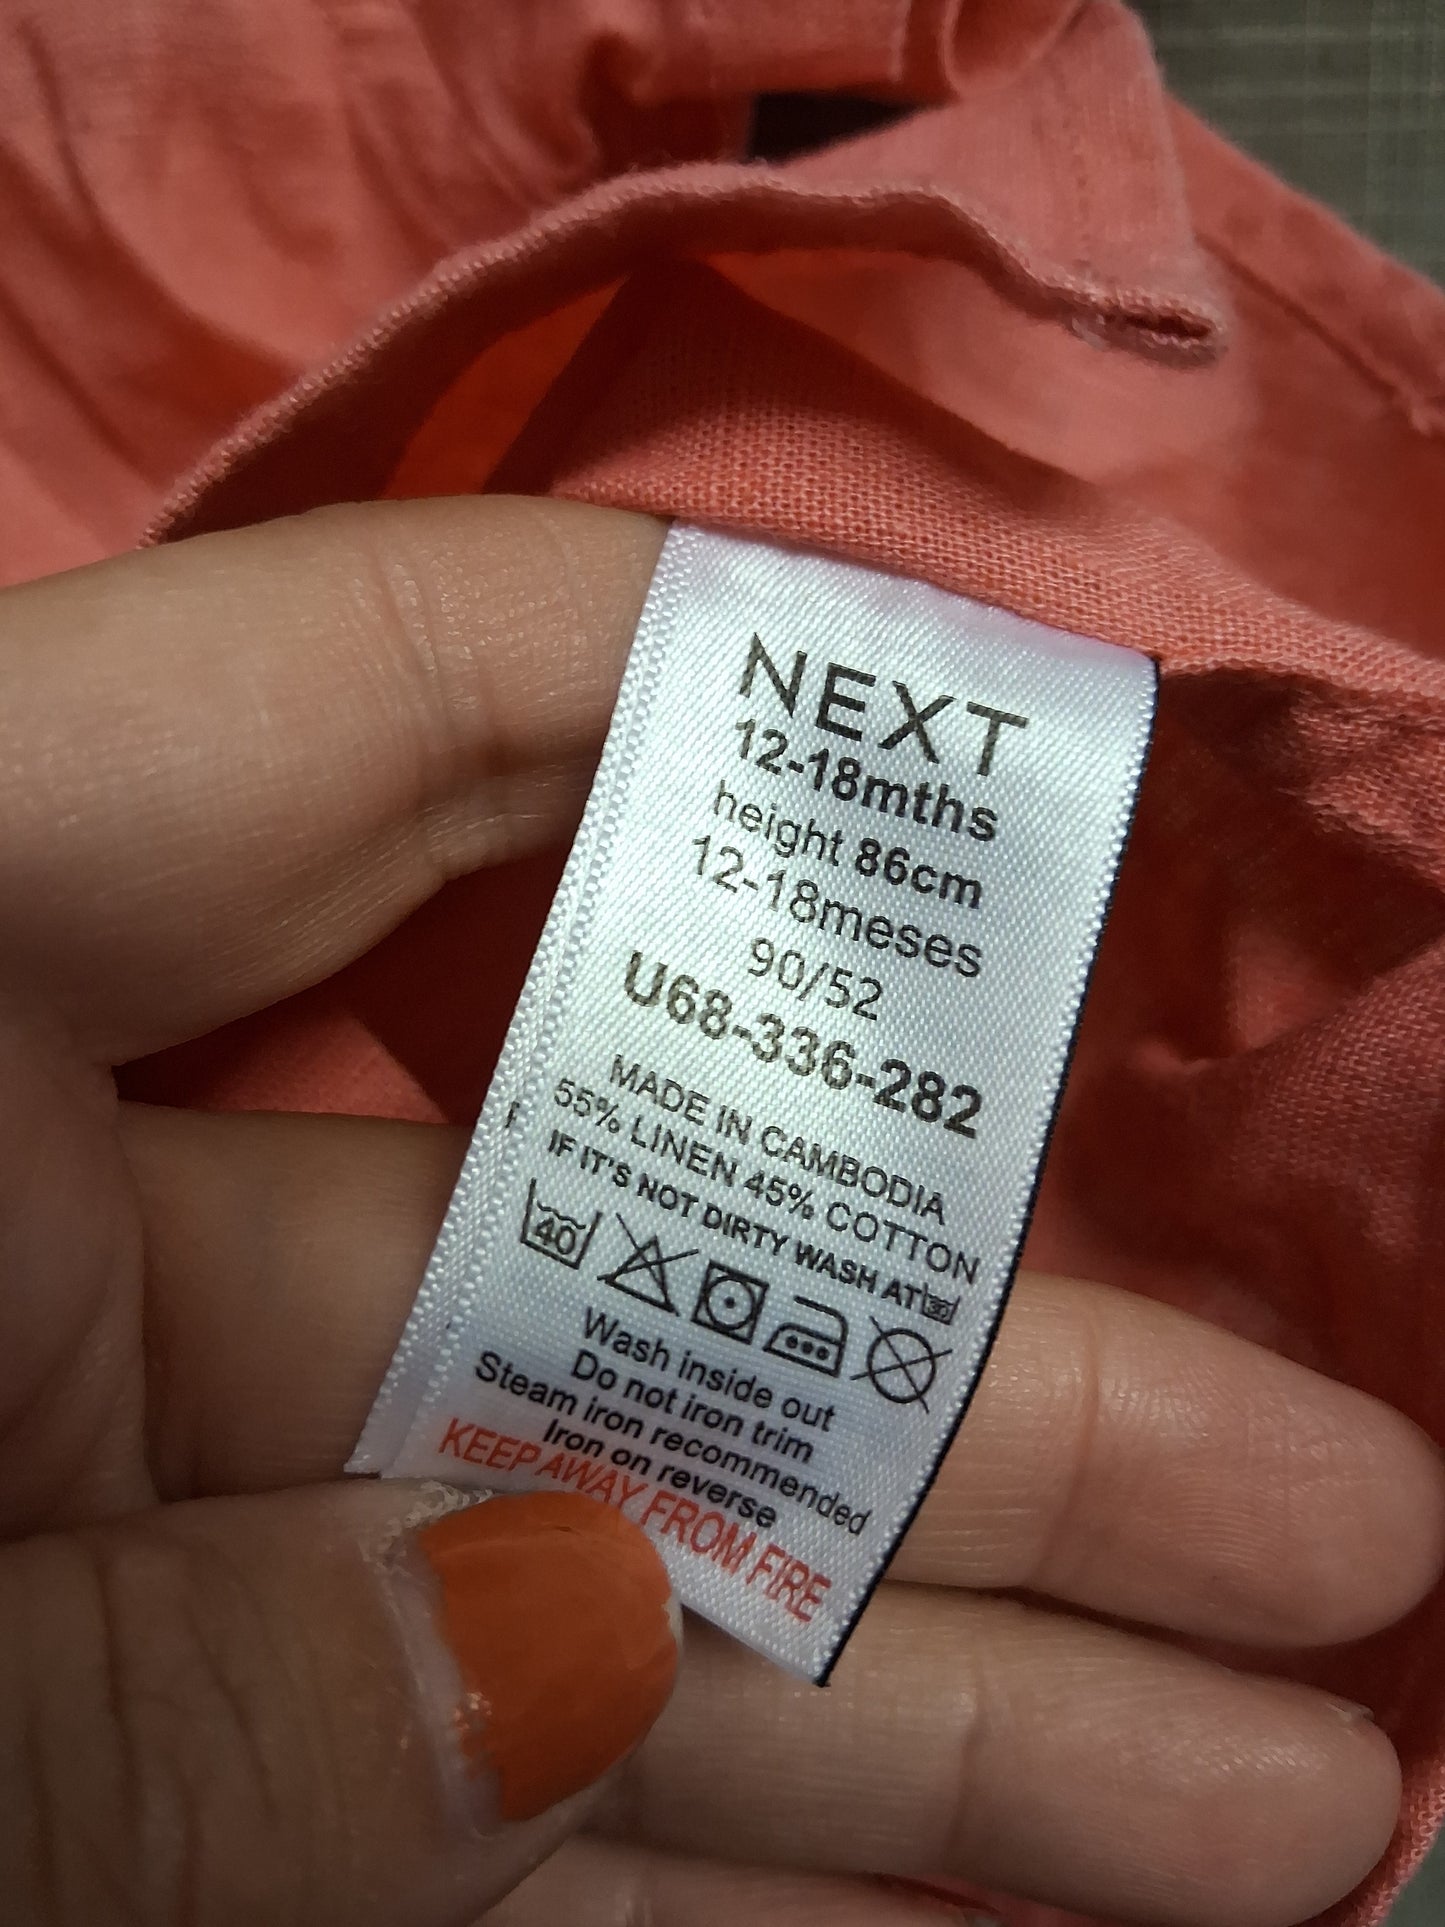 NEXT
12-18mths
height 86cm
12-18meses
90/52
U68-336-282
MADE IN CAMBODIA
55% LINEN 45% COTTON
IF IT'S NOT DIRTY WASH AT 30
40
Wash inside out
Do not iron trim
Steam iron recommended
Iron on reverse
KEEP AWAY FROM FIRE